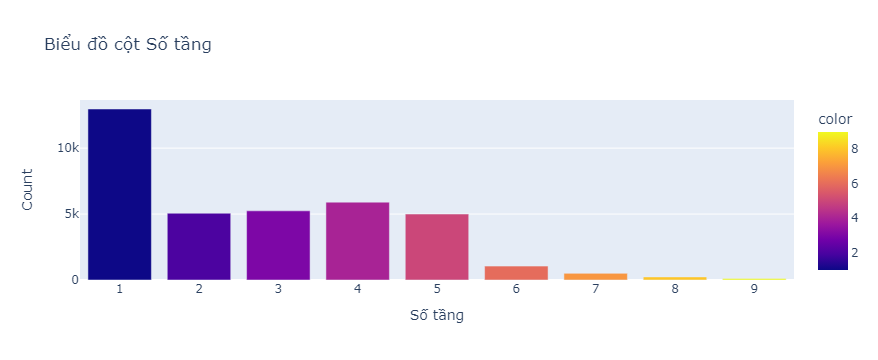 Biểu đồ cột Số tầng
color
Count
10k
5k
0
8
6
4
2
1 2 3 4 5 6 7 8 9
Số tầng